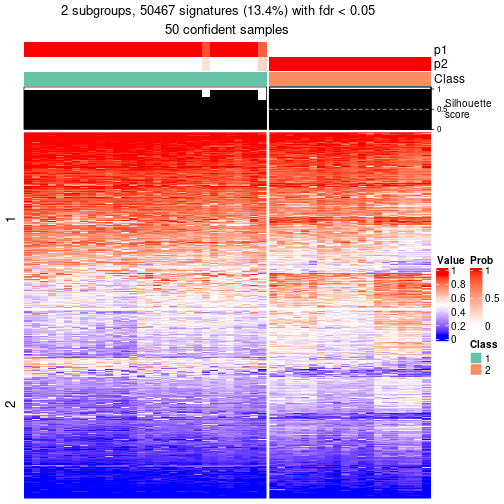 2 subgroups, 50467 signatures (13.4%) with fdr < 0.05
50 confident samples
p1
p2
Class
1
0.5
0
Silhouette
score
1
2
Value
1
0.8
0.6
0.4
0.2
0
Prob
1
0.5
0
Class
1
2